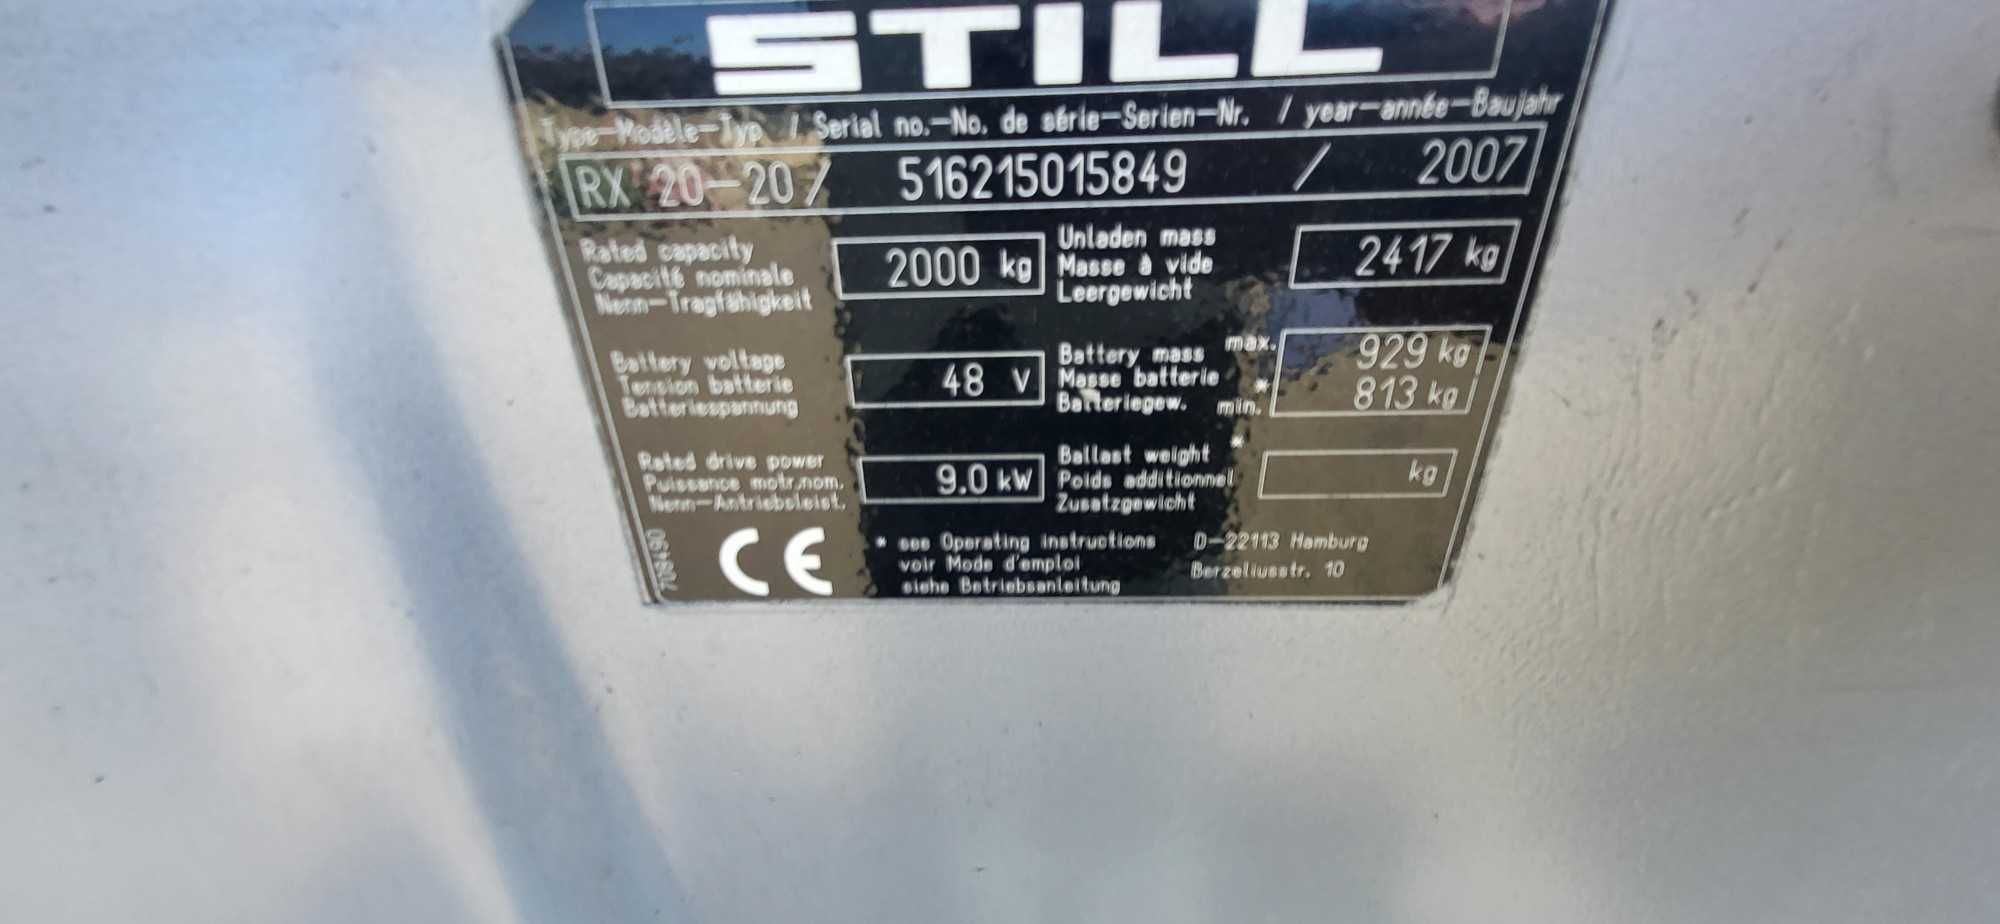 STILL
Type-Modèle-Typ / Serial no.-No. de série-Serien-Nr. / year-année-Baujahr
RX 20-20 / 516215015849 / 2007
Rated capacity
Capacité nominale
Nenn-Tragfähigkeit
2000 kg
Unladen mass
Masse à vide
Leergewicht
2417 kg
Battery voltage
Tension batterie
Batteriespannung
48 V
Battery mass max.
Masse batterie *
Batteriegew. min.
929 kg
813 kg
Rated drive power
Puissance motr.nom.
Nenn-Antriebsleist.
9.0 kW
Ballast weight *
Poids additionnel
Zusatzgewicht
kg
CE
* see Operating instructions
voir Mode d'emploi
siehe Betriebsanleitung
D-22113 Hamburg
Berzeliusstr. 10